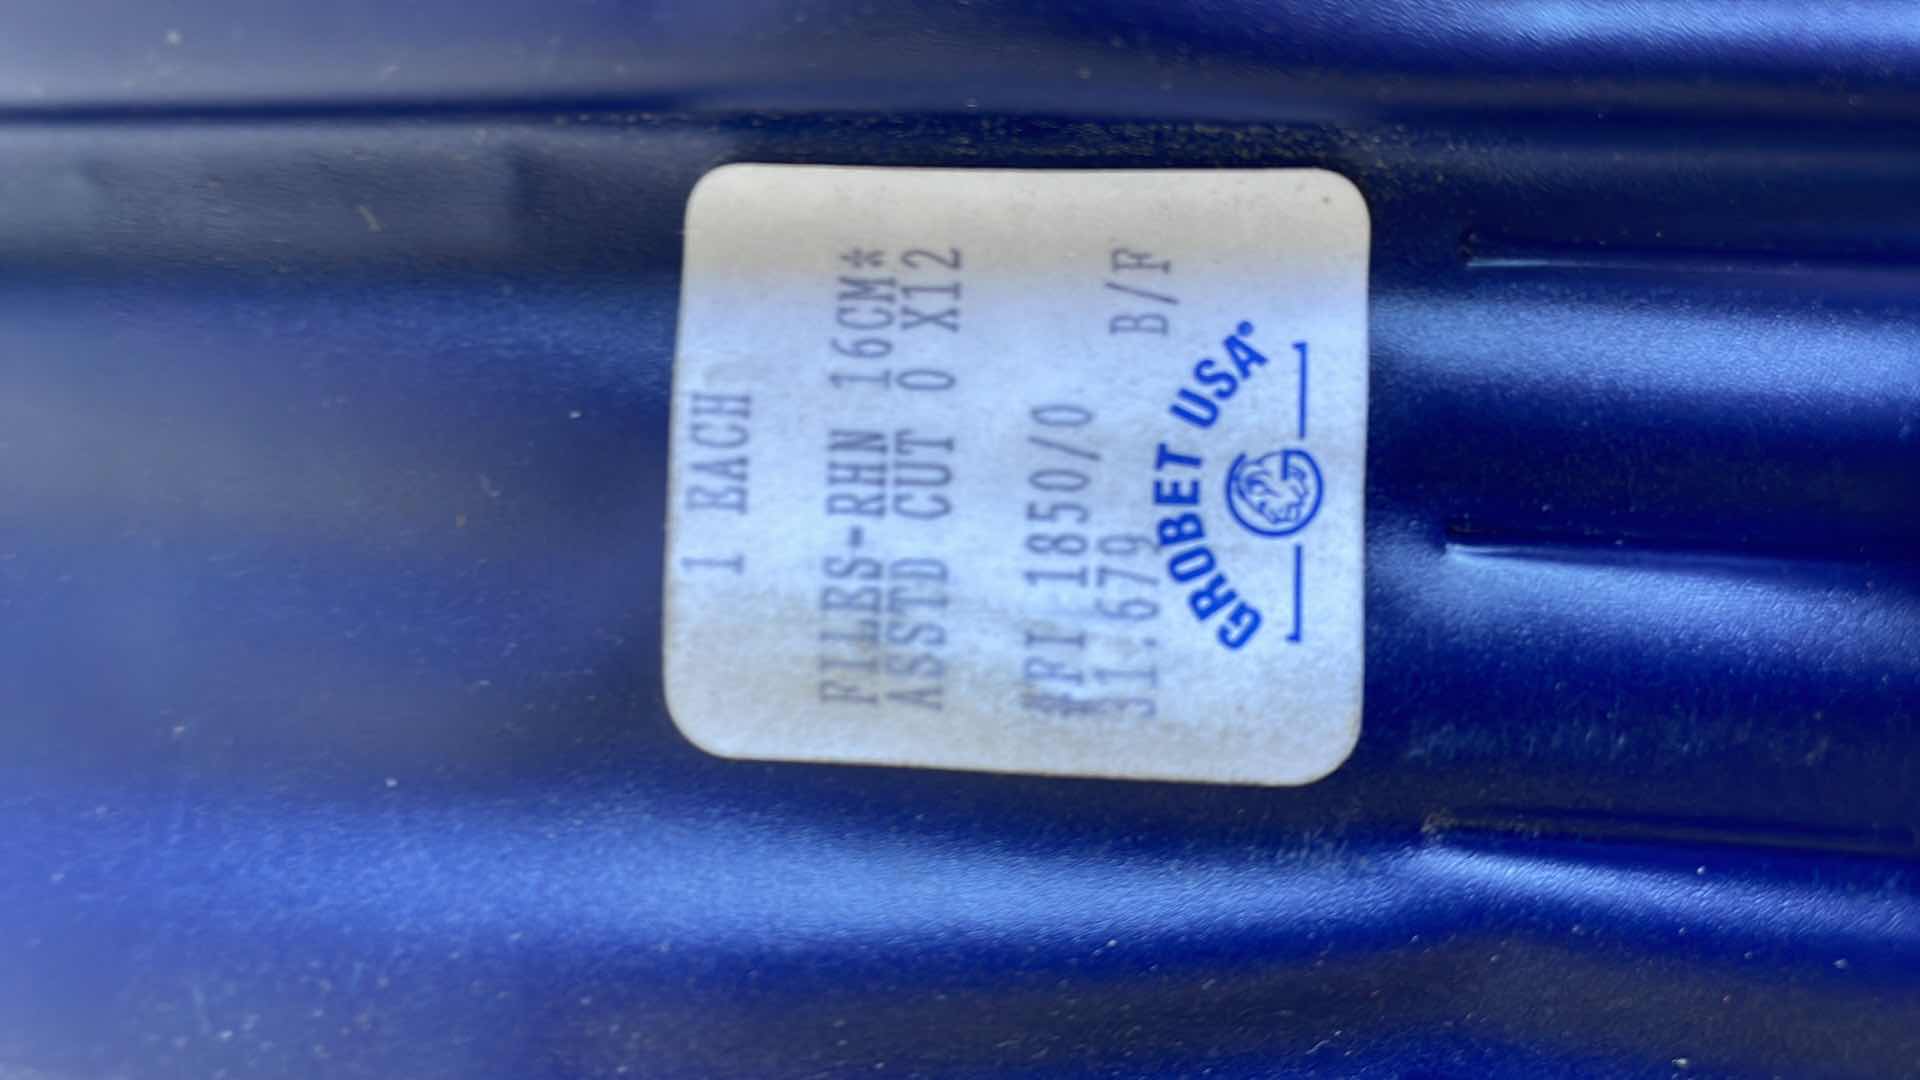 1 EACH
FILES-RHN 16CM*
ASSTD CUT 0 X12
*FI 1850/0
31.679 B/F
GROBET USA